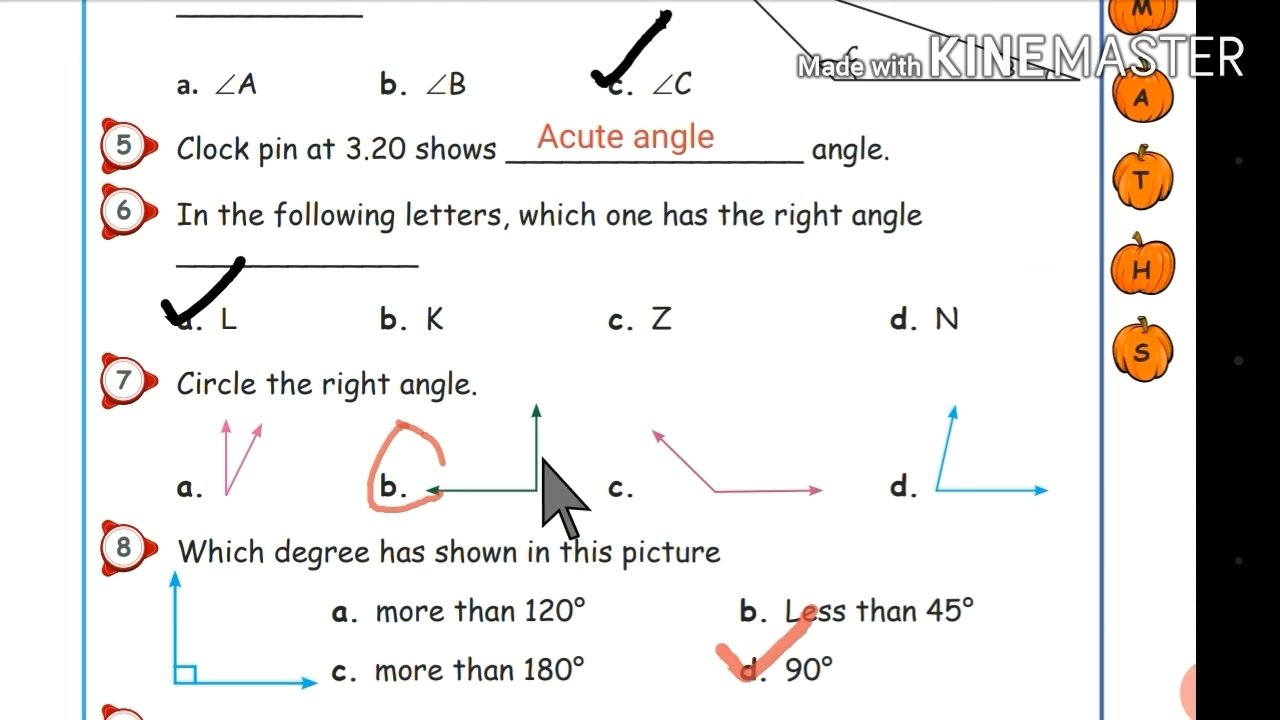 a. ∠A b. ∠B c. ∠C
Made with KINEMASTER
5 Clock pin at 3.20 shows Acute angle angle.
6 In the following letters, which one has the right angle
a. L b. K c. Z d. N
7 Circle the right angle.
a. b. c. d.
8 Which degree has shown in this picture
a. more than 120° b. Less than 45°
c. more than 180° d. 90°
M
A
T
H
S